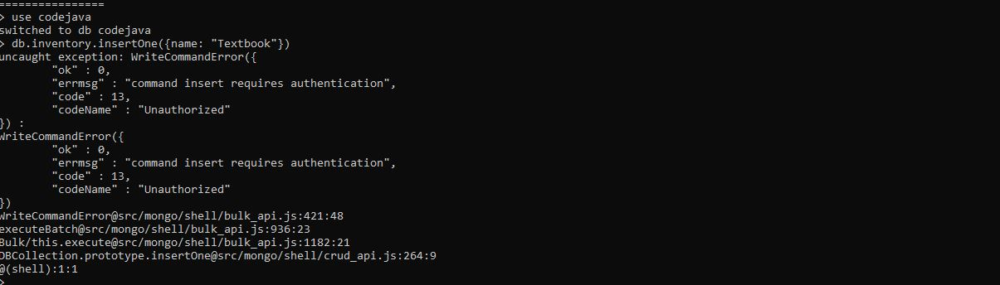 ================
> use codejava
switched to db codejava
> db.inventory.insertOne({name: "Textbook"})
uncaught exception: WriteCommandError({
        "ok" : 0,
        "errmsg" : "command insert requires authentication",
        "code" : 13,
        "codeName" : "Unauthorized"
}) :
WriteCommandError({
        "ok" : 0,
        "errmsg" : "command insert requires authentication",
        "code" : 13,
        "codeName" : "Unauthorized"
})
WriteCommandError@src/mongo/shell/bulk_api.js:421:48
executeBatch@src/mongo/shell/bulk_api.js:936:23
Bulk/this.execute@src/mongo/shell/bulk_api.js:1182:21
DBCollection.prototype.insertOne@src/mongo/shell/crud_api.js:264:9
@(shell):1:1
>